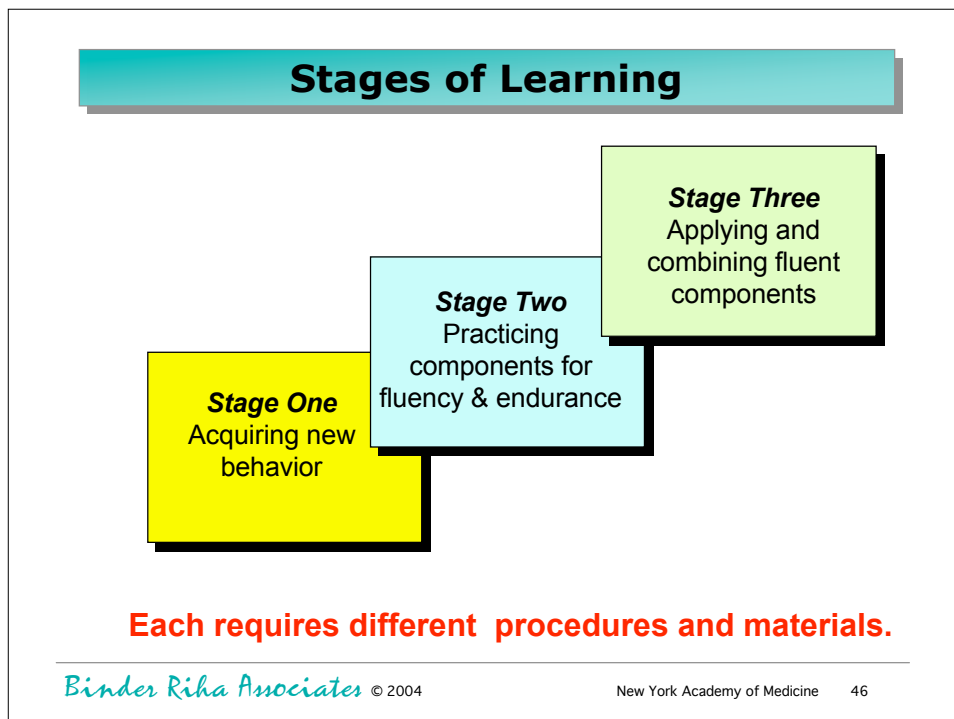 Stages of Learning
Stage One
Acquiring new
behavior
Stage Two
Practicing
components for
fluency & endurance
Stage Three
Applying and
combining fluent
components
Each requires different  procedures and materials.
Binder Riha Associates © 2004 New York Academy of Medicine 46